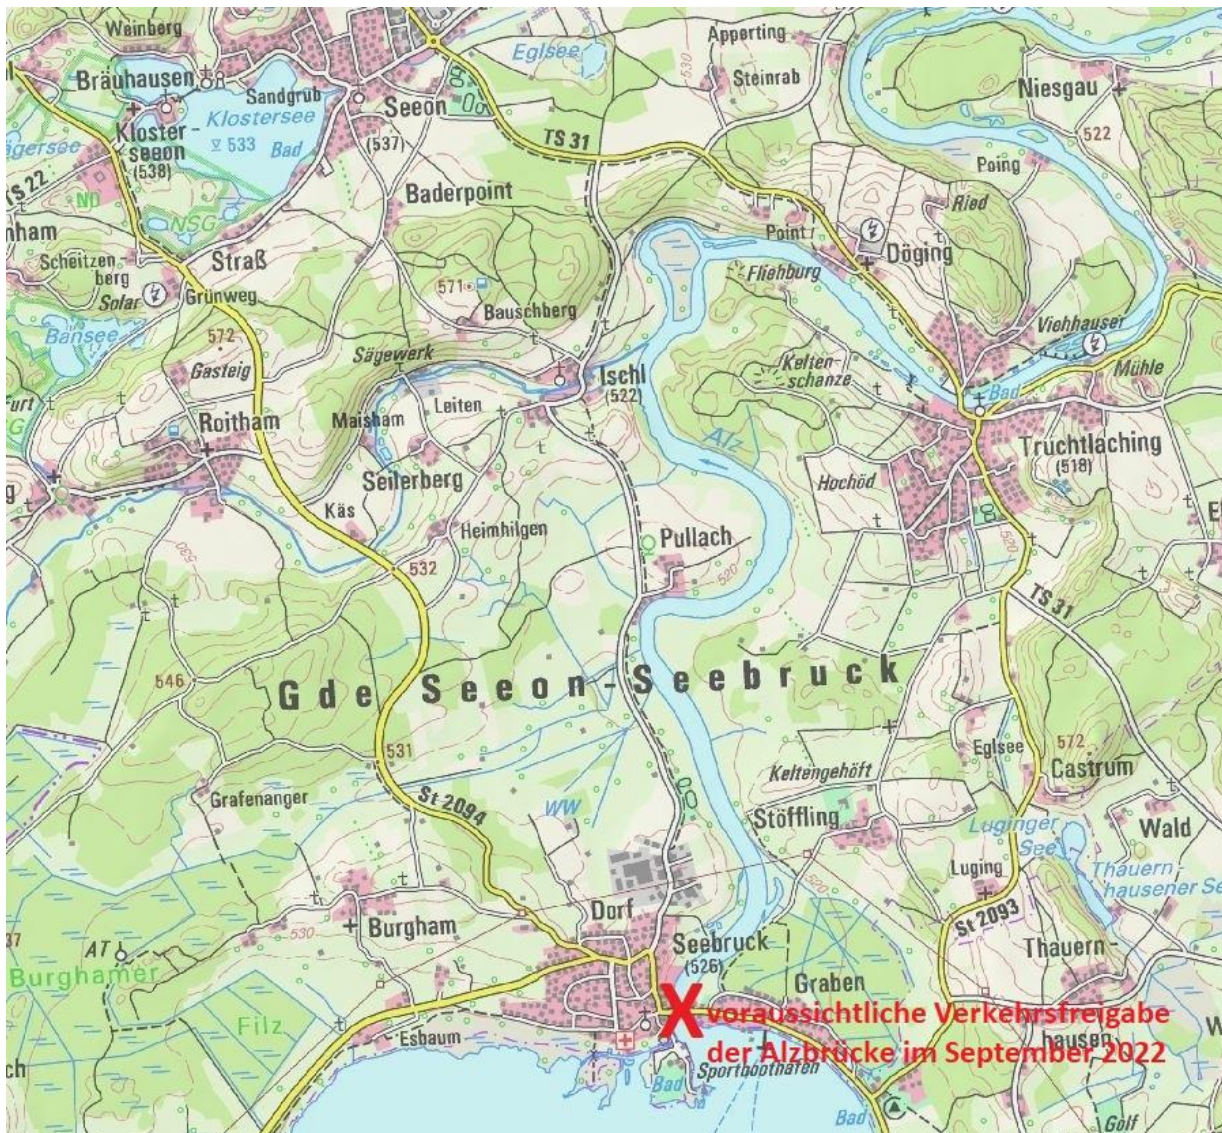 Weinberg
Eglsee
Apperting
Bräuhausen
Sandgrub
Seeon
Steinrab
Niesgau
Kloster-
seeon
(538)
Klostersee
533
Bad
(537)
TS 31
522
TS 22
ND
NSG
Baderpoint
Poing
Ried
Straß
Scheitzen-
berg
Solar
Grünweg
571
Bauschberg
Point
Döging
Fliehburg
Bansee
572
Gasteig
Sägewerk
Ischl
(522)
Kelten-
schanze
Viehhauser
Mühle
Bad
Roitham
Maisham
Leiten
Alz
Truchtlaching
(518)
Seilerberg
Hochöd
Käs
Heimhilgen
Pullach
530
532
520
520
TS 31
546
Gde Seeon-Seebruck
531
Eglsee
572
Castrum
Keltengehöft
Grafenanger
St 2094
WW
Stöffling
Luginger
See
Wald
Thauern-
hausener
Luging
520
St 2093
Dorf
Burgham
530
Seebruck
(526)
Thauern-
hausen
AT
Burghamer
Filz
Graben
Esbaum
X voraussichtliche Verkehrsfreigabe
der Alzbrücke im September 2022
Sportboothafen
Bad
Bad
Golf